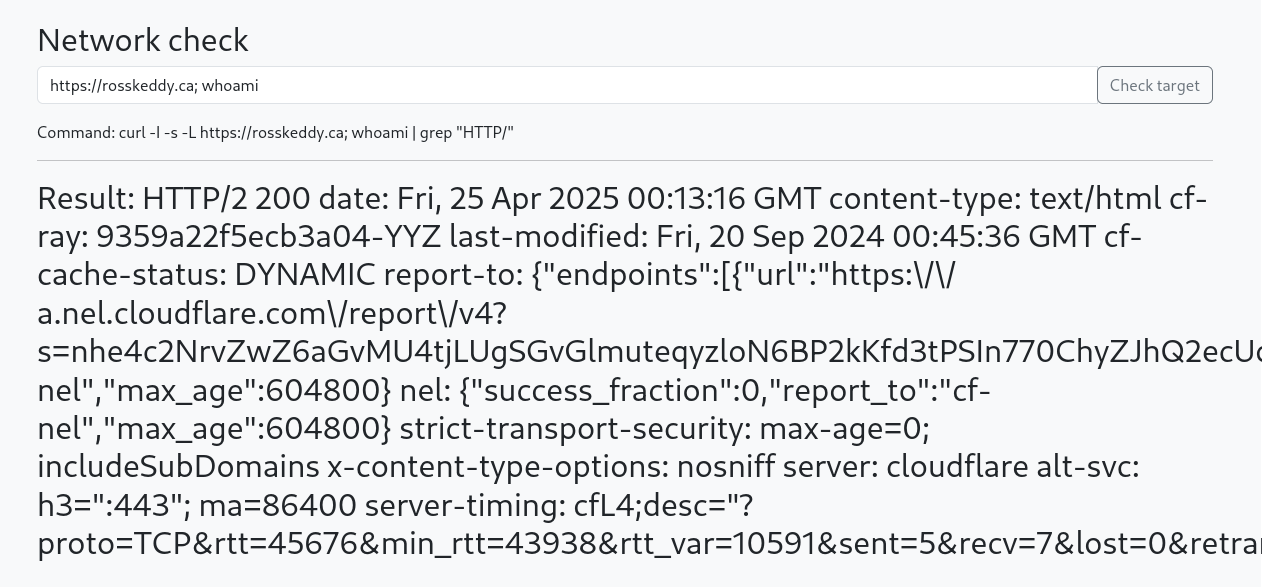 Network check
https://rosskeddy.ca; whoami
Check target
Command: curl -I -s -L https://rosskeddy.ca; whoami | grep "HTTP/"
Result: HTTP/2 200 date: Fri, 25 Apr 2025 00:13:16 GMT content-type: text/html cf-
ray: 9359a22f5ecb3a04-YYZ last-modified: Fri, 20 Sep 2024 00:45:36 GMT cf-
cache-status: DYNAMIC report-to: {"endpoints":[{"url":"https:\/\/
a.nel.cloudflare.com\/report\/v4?
s=nhe4c2NrvZwZ6aGvMU4tjLUgSGvGlmuteqyzloN6BP2kKfd3tPSIn770ChyZJhQ2ecU
nel","max_age":604800} nel: {"success_fraction":0,"report_to":"cf-
nel","max_age":604800} strict-transport-security: max-age=0;
includeSubDomains x-content-type-options: nosniff server: cloudflare alt-svc:
h3=":443"; ma=86400 server-timing: cfL4;desc="?
proto=TCP&rtt=45676&min_rtt=43938&rtt_var=10591&sent=5&recv=7&lost=0&retra